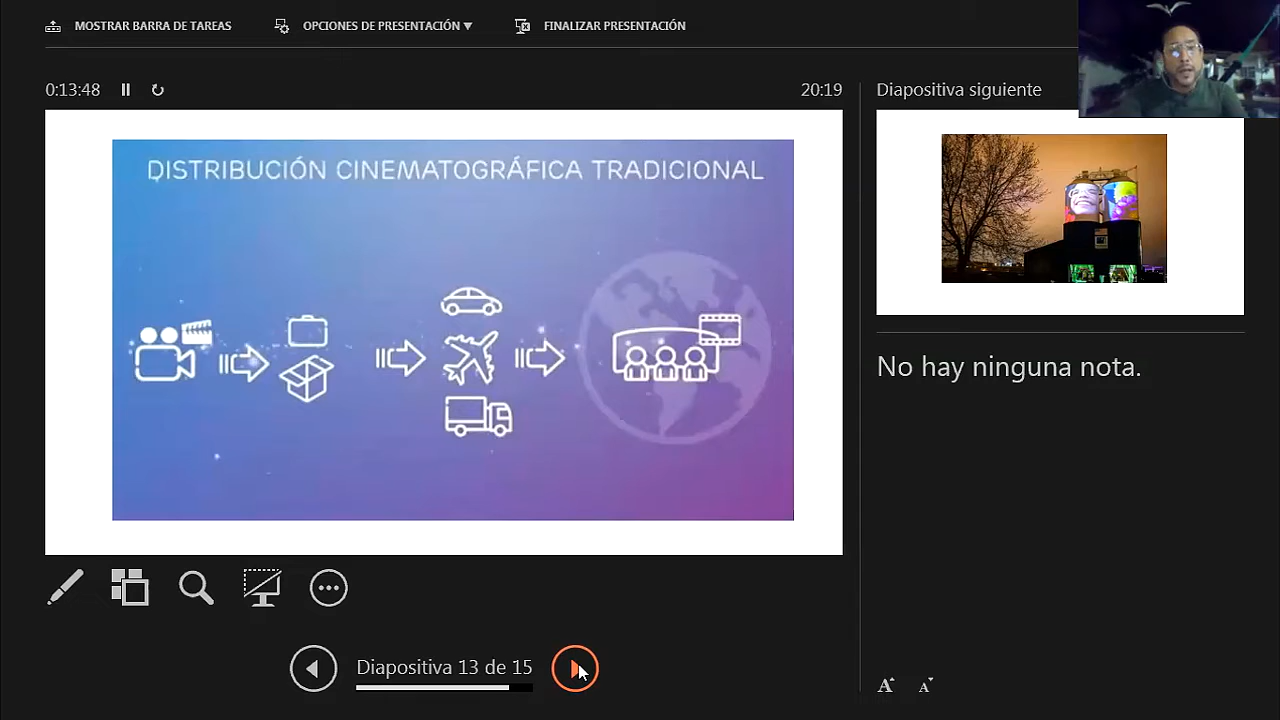 MOSTRAR BARRA DE TAREAS
OPCIONES DE PRESENTACIÓN
FINALIZAR PRESENTACIÓN
0:13:48
20:19
Diapositiva siguiente
DISTRIBUCIÓN CINEMATOGRÁFICA TRADICIONAL
No hay ninguna nota.
Diapositiva 13 de 15
A A